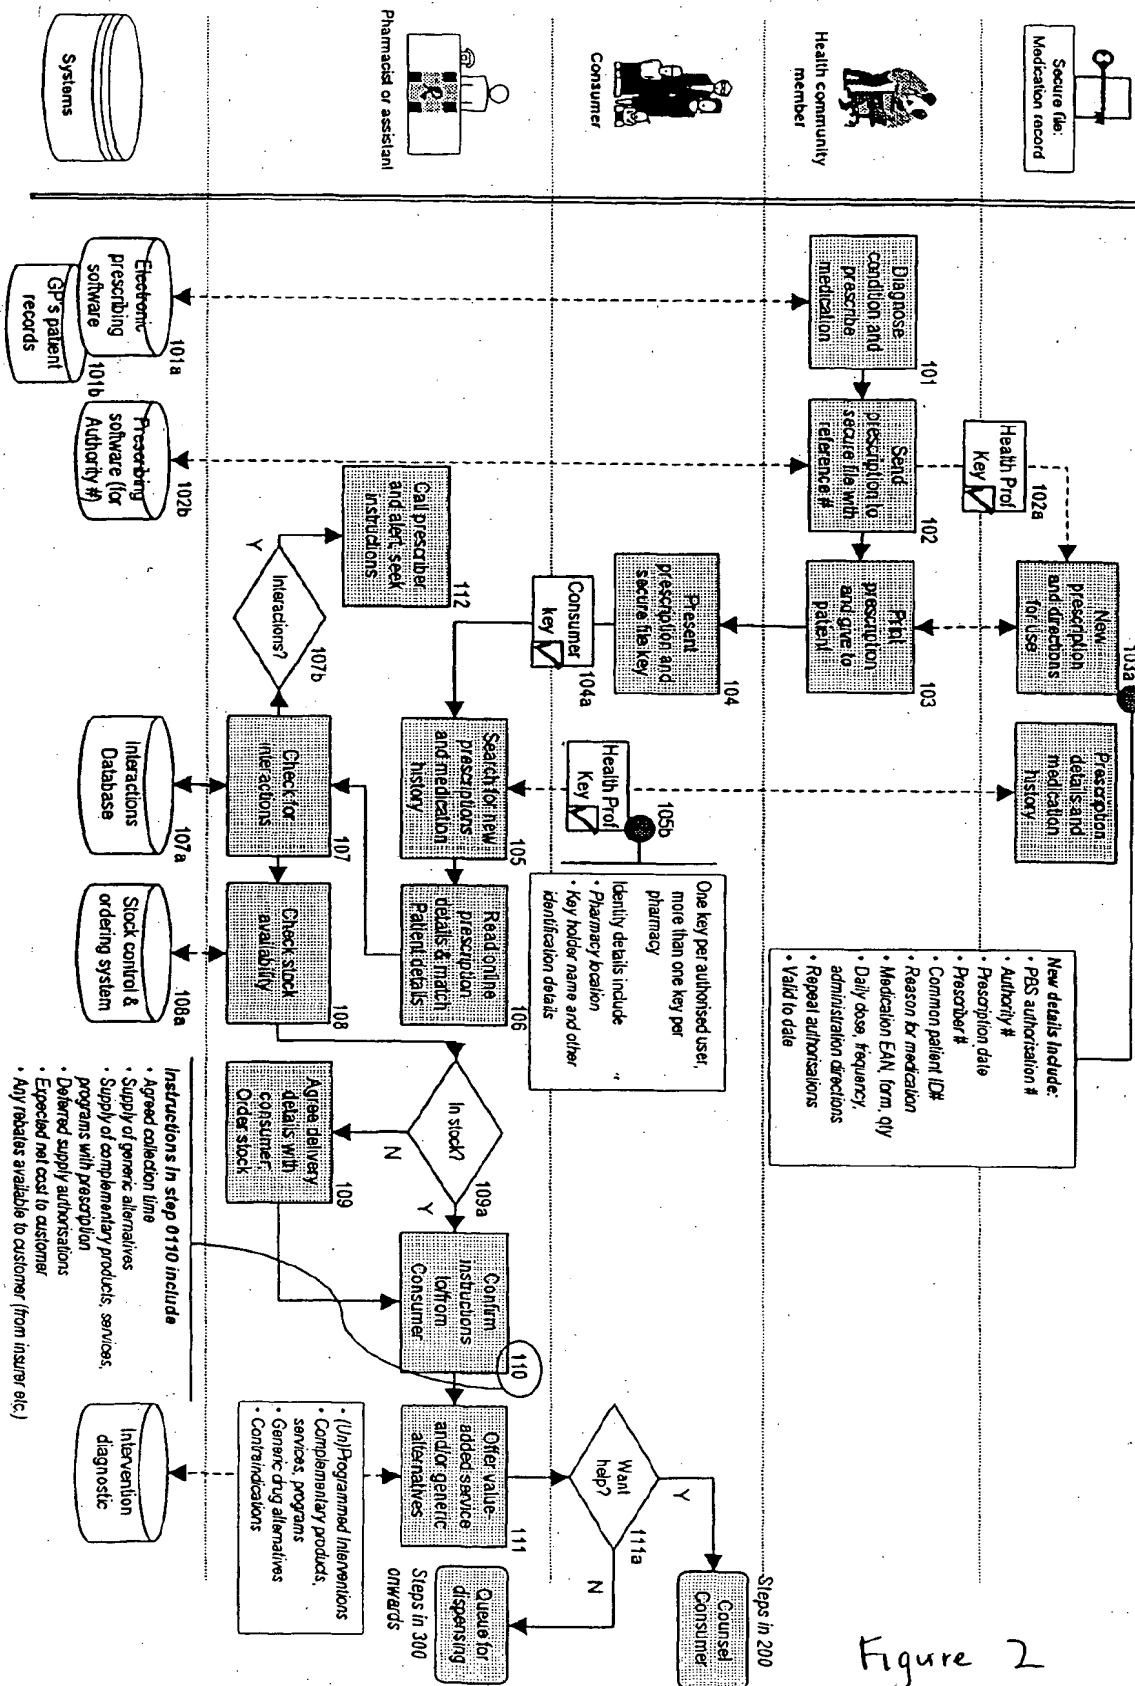 Secure file:
Medication record
Health community
member
Consumer
Pharmacist or assistant
Systems
103a
New
prescription
and directions
for use
Prescription
details and
medication
history
Health Prof
Key
102a
New details Include:
• PBS authorisation #
• Authority #
• Prescription date
• Prescriber #
• Common patient ID#
• Reason for medication
• Medication EAN, form, qty
• Daily dose, frequency,
administration directions
• Repeat authorisations
• Valid to date
Diagnose
condition and
prescribe
medication
101
Send
prescription to
secure file with
reference #
102
Print
prescription
and give to
patient
103
Present
prescription and
secure file key
104
Consumer
key
104a
Health Prof
Key
105b
One key per authorised user,
more than one key per
pharmacy
Identity details include
• Pharmacy location
• Key holder name and other
identification details
Want
help?
111a
Y
N
Steps in 200
Counsel
Consumer
Call prescriber
and alert, seek
instructions
112
Search for new
prescriptions
and medication
history
105
Read online
prescription
details & match
Patient details
106
In stock?
109a
Y
N
Confirm
instructions
to/from
Consumer
110
Offer value-
added service
and/or generic
alternatives
111
Queue for
dispensing
Steps in 300
onwards
Interactions?
107b
Y
Check for
interactions
107
Check stock
availability
108
Agree delivery
details with
consumer.
Order stock
109
• (Un)Programmed Interventions
• Complementary products,
services, programs
• Generic drug alternatives
• Contraindications
Electronic
prescribing
software
101a
GP's patient
records
101b
Prescribing
software (for
Authority #)
102b
Interactions
Database
107a
Stock control &
ordering system
108a
Instructions in step 0110 include
• Agreed collection time
• Supply of generic alternatives
• Supply of complementary products, services,
programs with prescription
• Deferred supply authorisations
• Expected net cost to customer
• Any rebates available to customer (from insurer etc.)
Intervention
diagnostic
Figure 2